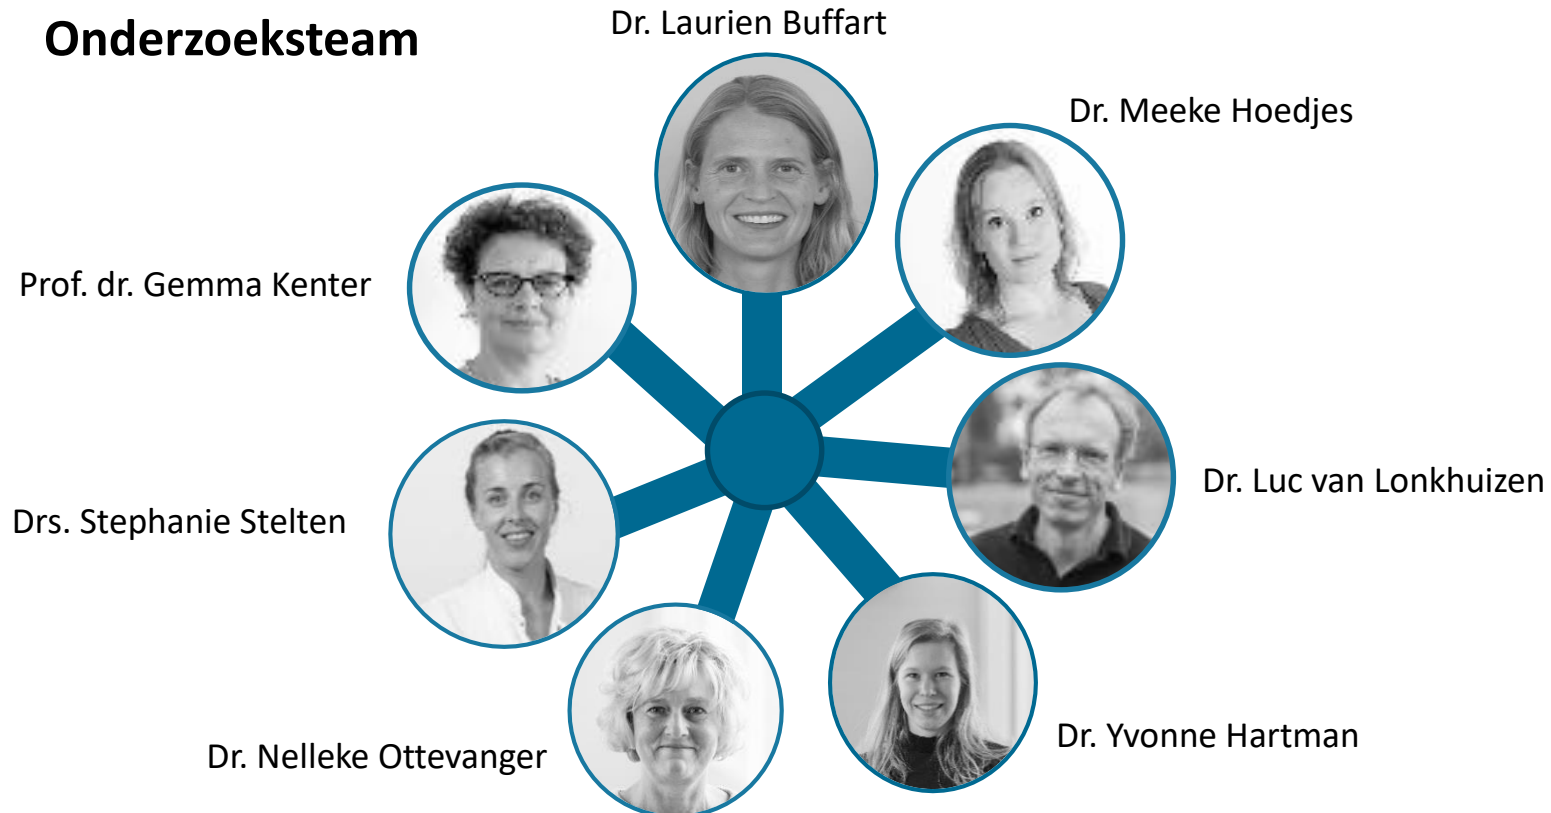 Onderzoeksteam
Dr. Laurien Buffart
Dr. Meeke Hoedjes
Prof. dr. Gemma Kenter
Dr. Luc van Lonkhuizen
Drs. Stephanie Stelten
Dr. Yvonne Hartman
Dr. Nelleke Ottevanger